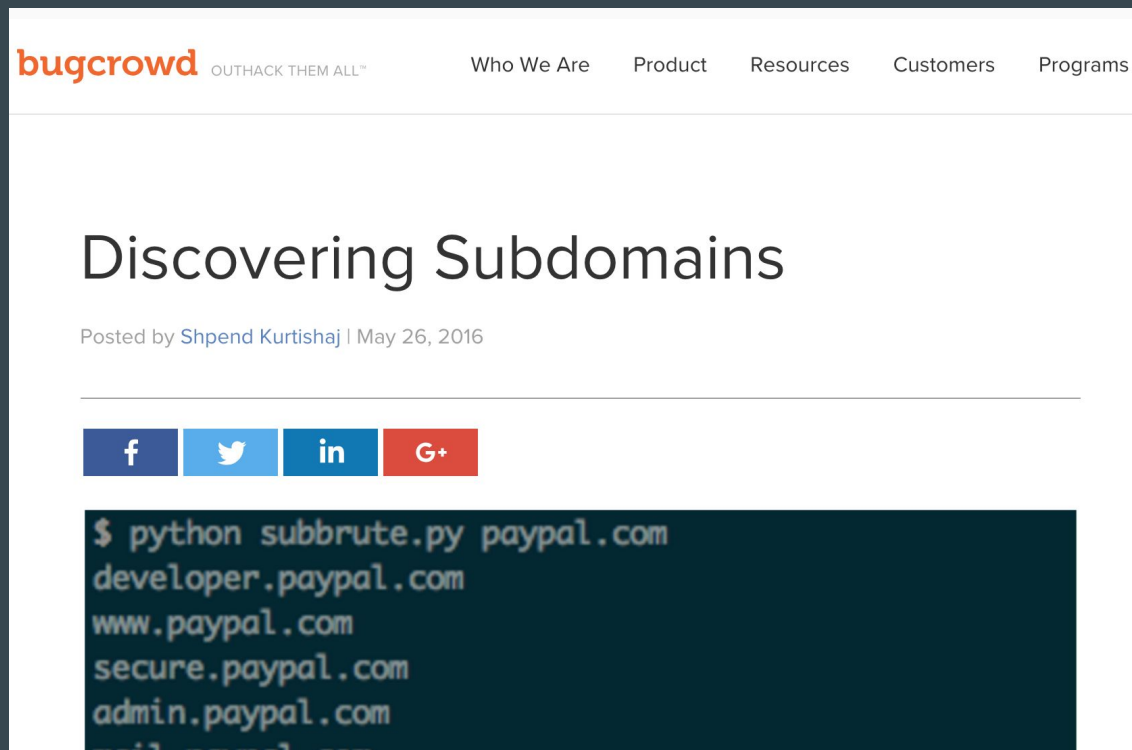 bugcrowd OUTHACK THEM ALL™ Who We Are Product Resources Customers Programs
Discovering Subdomains
Posted by Shpend Kurtishaj | May 26, 2016
f in G+
$ python subbrute.py paypal.com
developer.paypal.com
www.paypal.com
secure.paypal.com
admin.paypal.com